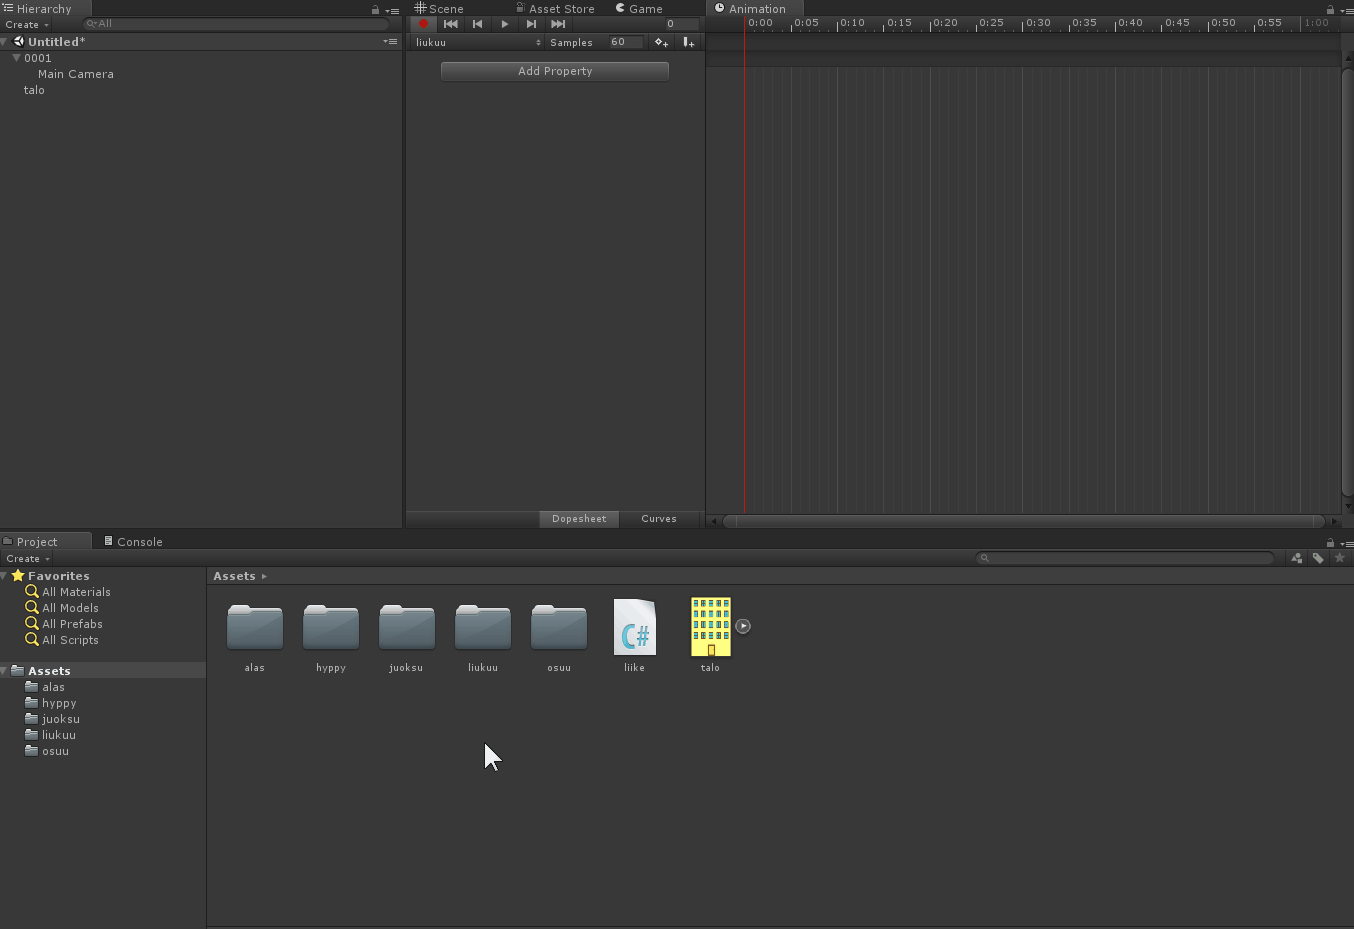 Hierarchy
Create
All
Untitled*
0001
Main Camera
talo
Scene
Asset Store
Game
0
liukuu
Samples
60
Add Property
Dopesheet
Curves
Animation
0:00 0:05 0:10 0:15 0:20 0:25 0:30 0:35 0:40 0:45 0:50 0:55 1:00
Project
Console
Create
Favorites
All Materials
All Models
All Prefabs
All Scripts
Assets
alas
hyppy
juoksu
liukuu
osuu
Assets
C#
alas
hyppy
juoksu
liukuu
osuu
liike
talo